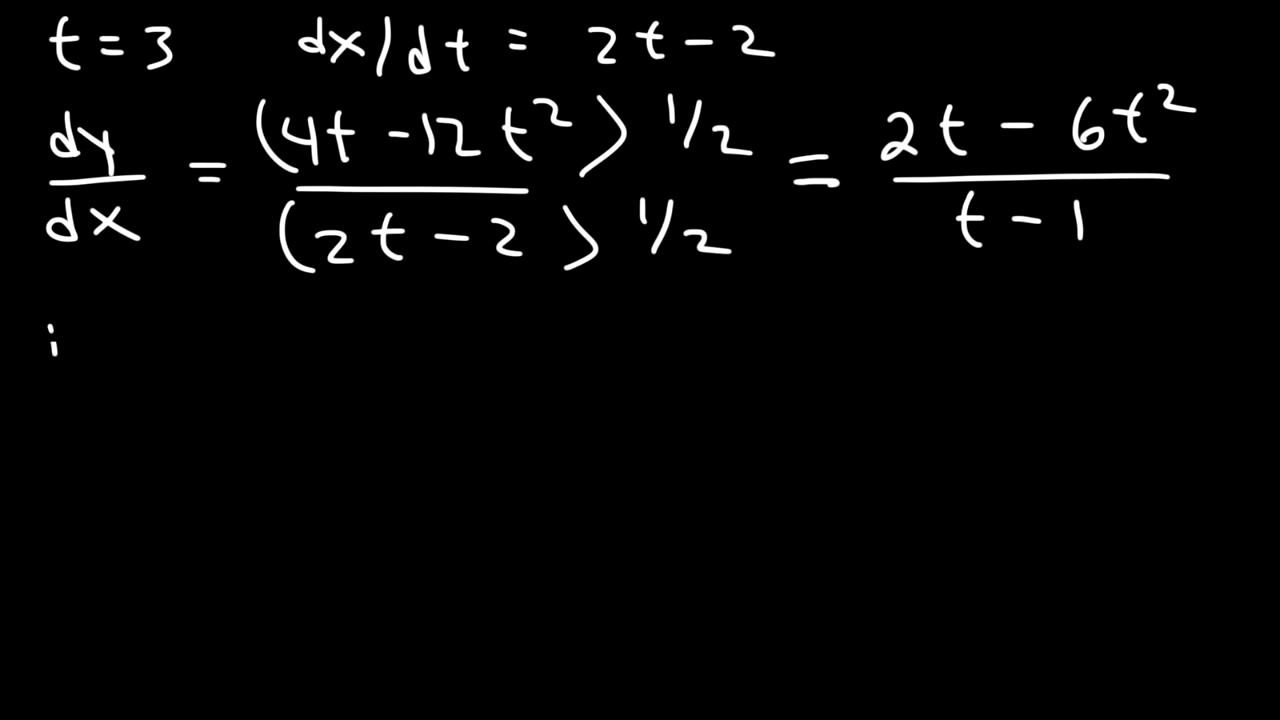 t = 3 dx/dt = 2t - 2
dy/dx = (4t - 12t²) 1/2 / (2t - 2) 1/2 = 2t - 6t² / t - 1